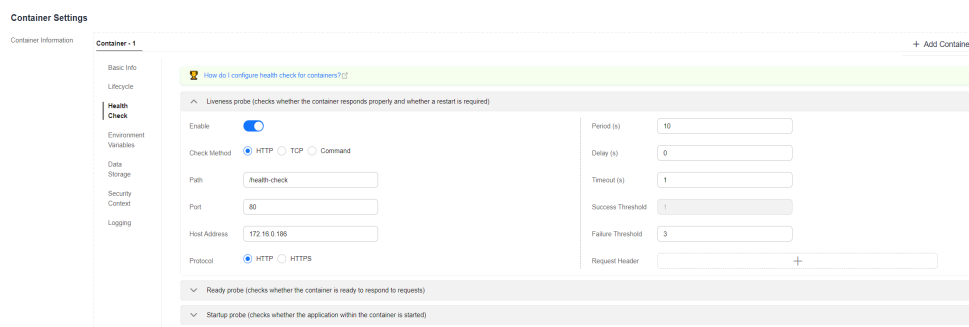 Container Settings
Container Information
Container - 1
+ Add Containe
Basic Info
Lifecycle
Health
Check
Environment
Variables
Data
Storage
Security
Context
Logging
How do I configure health check for containers?
Liveness probe (checks whether the container responds properly and whether a restart is required)
Enable
Check Method HTTP TCP Command
Path /health-check
Port 80
Host Address 172.16.0.186
Protocol HTTP HTTPS
Period (s) 10
Delay (s) 0
Timeout (s) 1
Success Threshold 1
Failure Threshold 3
Request Header +
Ready probe (checks whether the container is ready to respond to requests)
Startup probe (checks whether the application within the container is started)